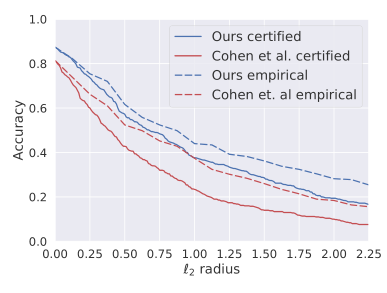 1.0
0.8
0.6
0.4
0.2
0.0
Accuracy
Ours certified
Cohen et al. certified
Ours empirical
Cohen et. al empirical
0.00 0.25 0.50 0.75 1.00 1.25 1.50 1.75 2.00 2.25
ℓ₂ radius